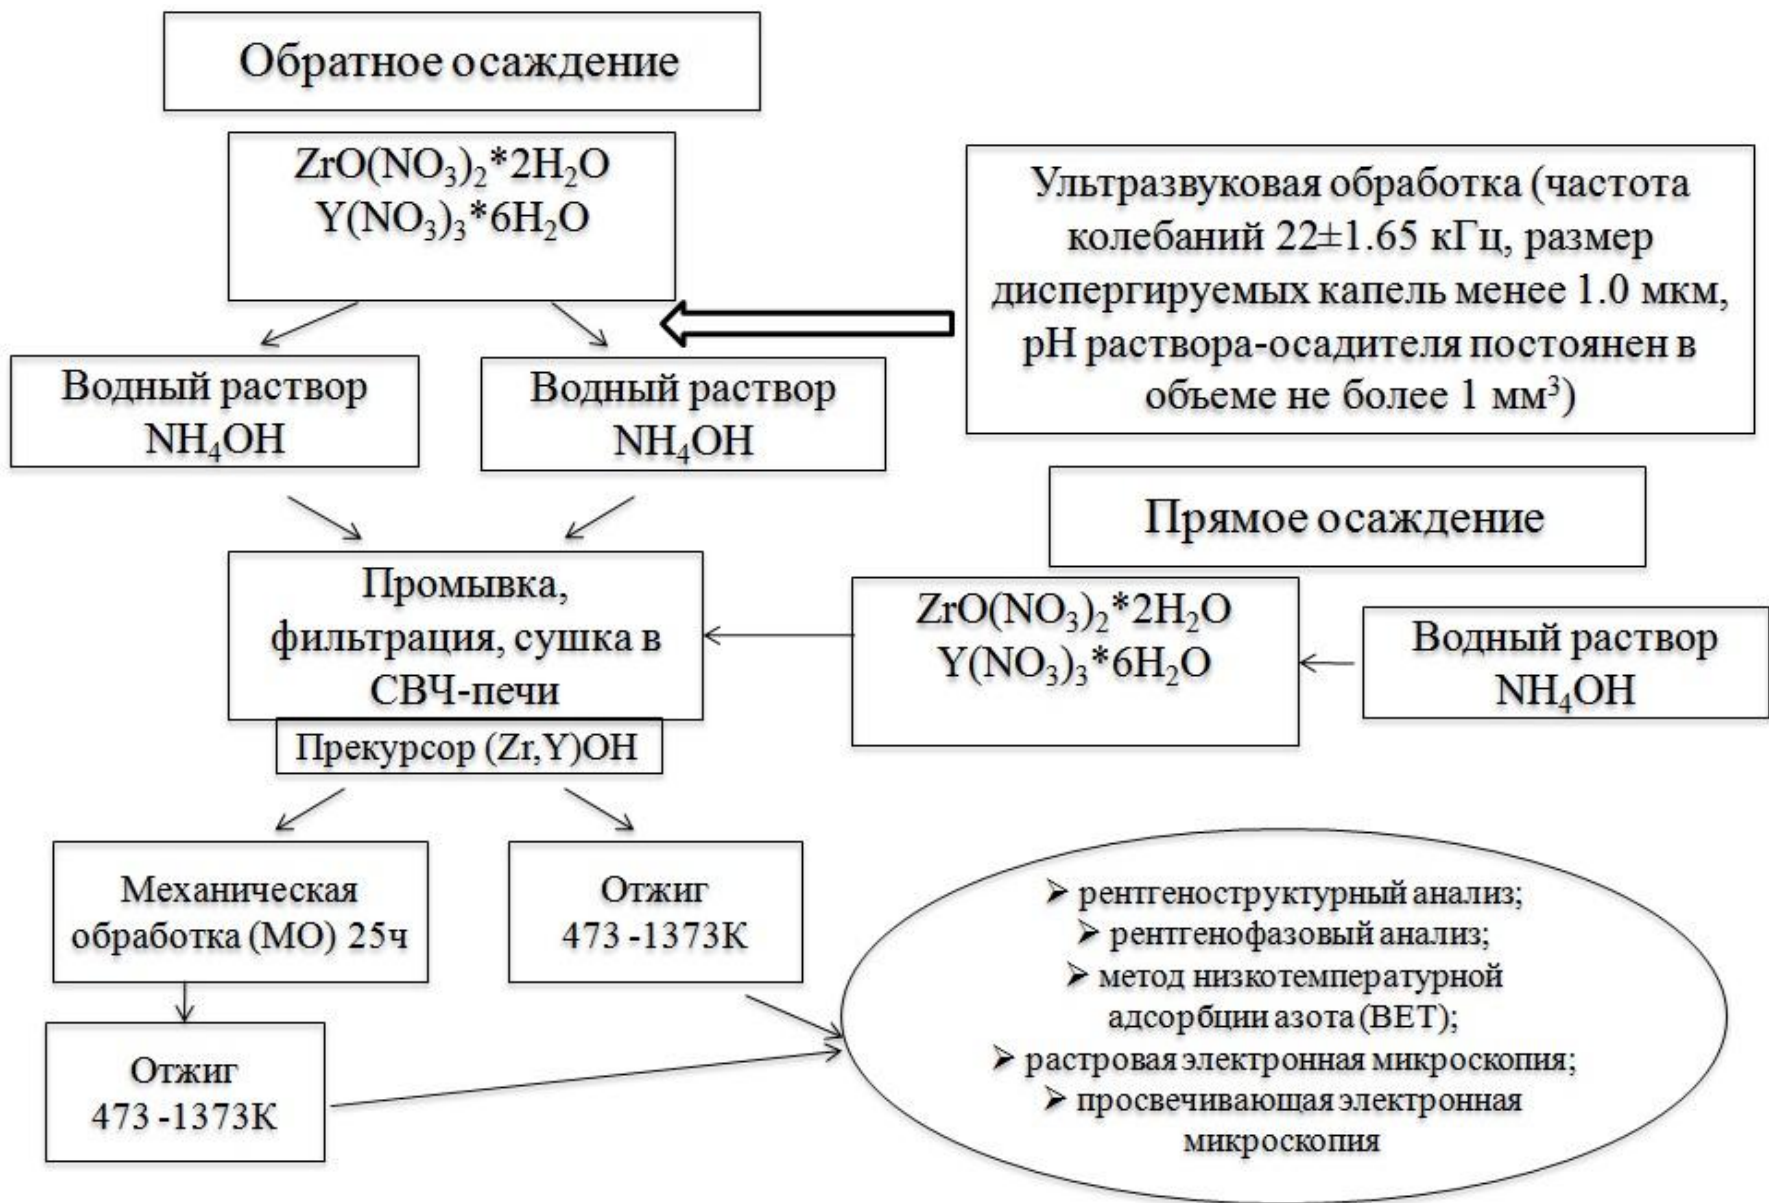 Обратное осаждение
ZrO(NO₃)₂*2H₂O
Y(NO₃)₃*6H₂O
Ультразвуковая обработка (частота
колебаний 22±1.65 кГц, размер
диспергируемых капель менее 1.0 мкм,
pH раствора-осадителя постоянен в
объеме не более 1 мм³)
Водный раствор
NH₄OH
Водный раствор
NH₄OH
Прямое осаждение
Промывка,
фильтрация, сушка в
СВЧ-печи
ZrO(NO₃)₂*2H₂O
Y(NO₃)₃*6H₂O
Водный раствор
NH₄OH
Прекурсор (Zr,Y)OH
Механическая
обработка (МО) 25ч
Отжиг
473 -1373К
Отжиг
473 -1373К
➢ рентгеноструктурный анализ;
➢ рентгенофазовый анализ;
➢ метод низкотемпературной
адсорбции азота (BET);
➢ растровая электронная микроскопия;
➢ просвечивающая электронная
микроскопия